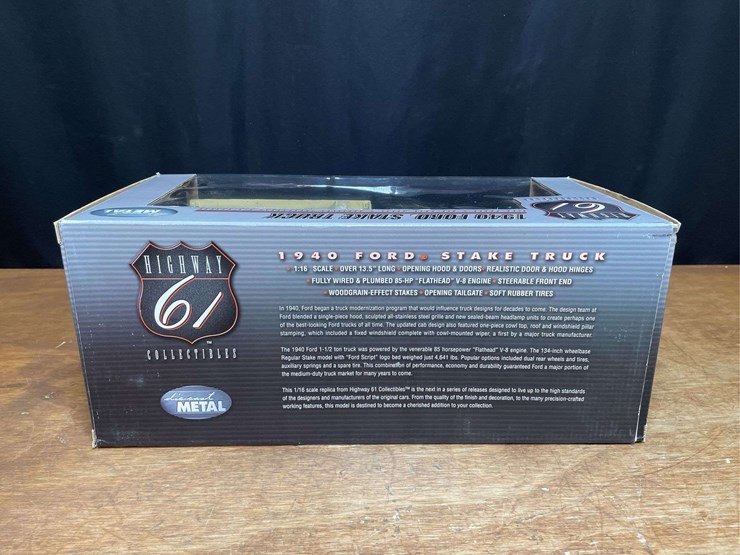 METAL
1940 FORD STAKE TRUCK
61
HIGHWAY
61
COLLECTIBLES
die-cast
METAL
1940 FORD STAKE TRUCK
• 1:16 SCALE • OVER 13.5" LONG • OPENING HOOD & DOORS • REALISTIC DOOR & HOOD HINGES
• FULLY WIRED & PLUMBED 85-HP "FLATHEAD" V-8 ENGINE • STEERABLE FRONT END
• WOODGRAIN-EFFECT STAKES • OPENING TAILGATE • SOFT RUBBER TIRES
In 1940, Ford began a truck modernization program that would influence truck designs for decades to come. The design team at
Ford blended a single-piece hood, sculpted all-stainless steel grille and new sealed-beam headlamp units to create perhaps one
of the best-looking Ford trucks of all time. The updated cab design also featured one-piece cowl top, roof and windshield pillar
stamping, which included a fixed windshield complete with cowl-mounted wiper, a first by a major truck manufacturer.
The 1940 Ford 1-1/2 ton truck was powered by the venerable 85 horsepower "Flathead" V-8 engine. The 134-inch wheelbase
Regular Stake model with "Ford Script" logo bed weighed just 4,641 lbs. Popular options included dual rear wheels and tires,
auxiliary springs and a spare tire. This combination of performance, economy and durability guaranteed Ford a major portion of
the medium-duty truck market for many years to come.
This 1/16 scale replica from Highway 61 Collectibles™ is the next in a series of releases designed to live up to the high standards
of the designers and manufacturers of the original cars. From the quality of the finish and decoration, to the many precision-crafted
working features, this model is destined to become a cherished addition to your collection.